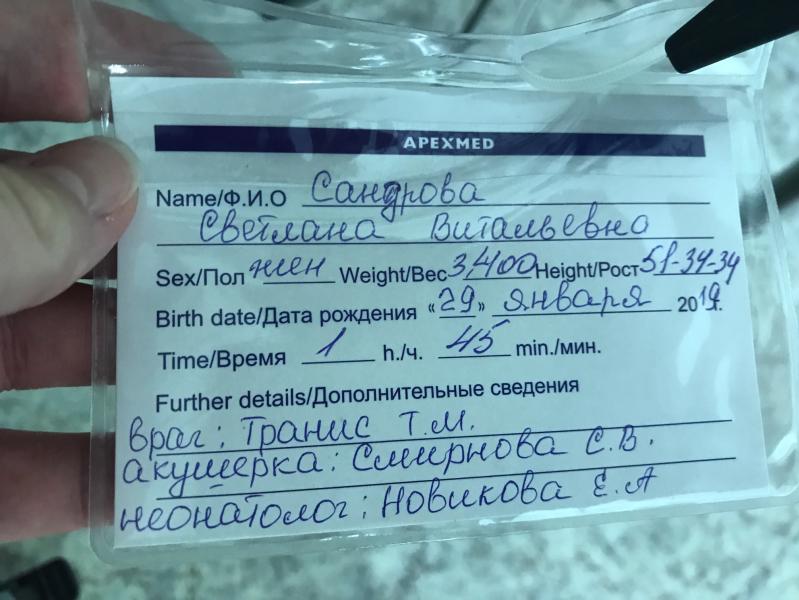 APEXMED
Name/Ф.И.О Сандрова
Светлана Витальевна
Sex/Пол жен Weight/Вес 3,400 Height/Рост 51-34-34
Birth date/Дата рождения «29» января 2019.
Time/Время 1 h./ч. 45 min./мин.
Further details/Дополнительные сведения
врач: Транис Т.М.
акушерка: Смирнова С.В.
неонатолог: Новикова Е.А